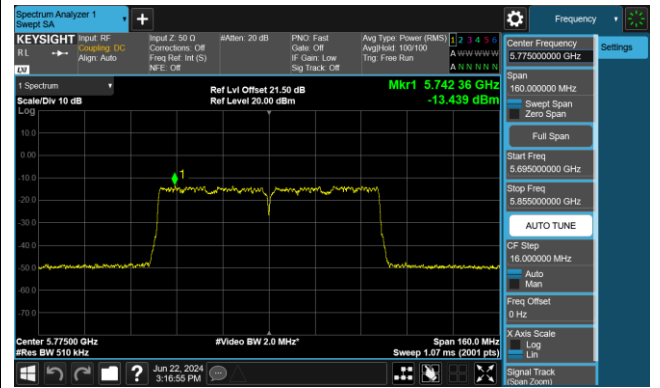 Spectrum Analyzer 1
Swept SA
Frequency
KEYSIGHT
RL
Input: RF
Coupling: DC
Align: Auto
Input Z: 50 Ω
Corrections: Off
Freq Ref: Int (S)
NFE: Off
#Atten: 20 dB
PNO: Fast
Gate: Off
IF Gain: Low
Sig Track: Off
Avg Type: Power (RMS)
Avg|Hold: 100/100
Trig: Free Run
1 2 3 4 5 6
A W W W W W
A N N N N N
1 Spectrum
Scale/Div 10 dB
Ref Lvl Offset 21.50 dB
Ref Level 20.00 dBm
Mkr1 5.742 36 GHz
-13.439 dBm
Log
10.0
0.00
-10.0
-20.0
-30.0
-40.0
-50.0
-60.0
-70.0
1
Center 5.77500 GHz
#Res BW 510 kHz
#Video BW 2.0 MHz*
Span 160.0 MHz
Sweep 1.07 ms (2001 pts)
Jun 22, 2024
3:16:55 PM
Center Frequency
5.775000000 GHz
Settings
Span
160.000000 MHz
Swept Span
Zero Span
Full Span
Start Freq
5.695000000 GHz
Stop Freq
5.855000000 GHz
AUTO TUNE
CF Step
16.000000 MHz
Auto
Man
Freq Offset
0 Hz
X Axis Scale
Log
Lin
Signal Track
(Span Zoom)